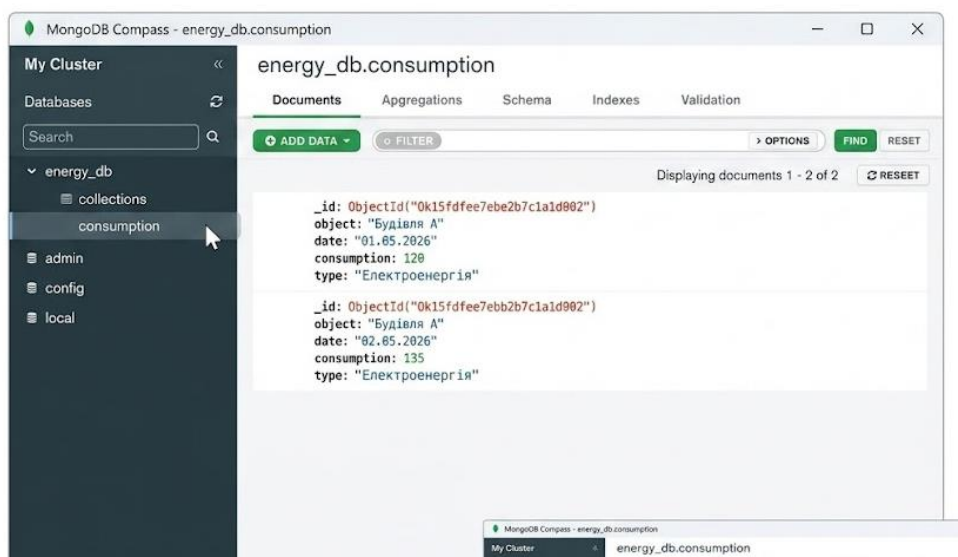 MongoDB Compass - energy_db.consumption
My Cluster
Databases
Search
energy_db
collections
consumption
admin
config
local
energy_db.consumption
Documents Apgregations Schema Indexes Validation
ADD DATA FILTER > OPTIONS FIND RESET
Displaying documents 1 - 2 of 2 RESEET
_id: ObjectId("0k15fdfee7ebe2b7c1a1d002")
object: "Будівля А"
date: "01.05.2026"
consumption: 120
type: "Електроенергія"
_id: ObjectId("0k15fdfee7ebb2b7c1a1d902")
object: "Будівля А"
date: "02.05.2026"
consumption: 135
type: "Електроенергія"
MongoDB Compass - energy_db.consumption
My Cluster
energy_db.consumption